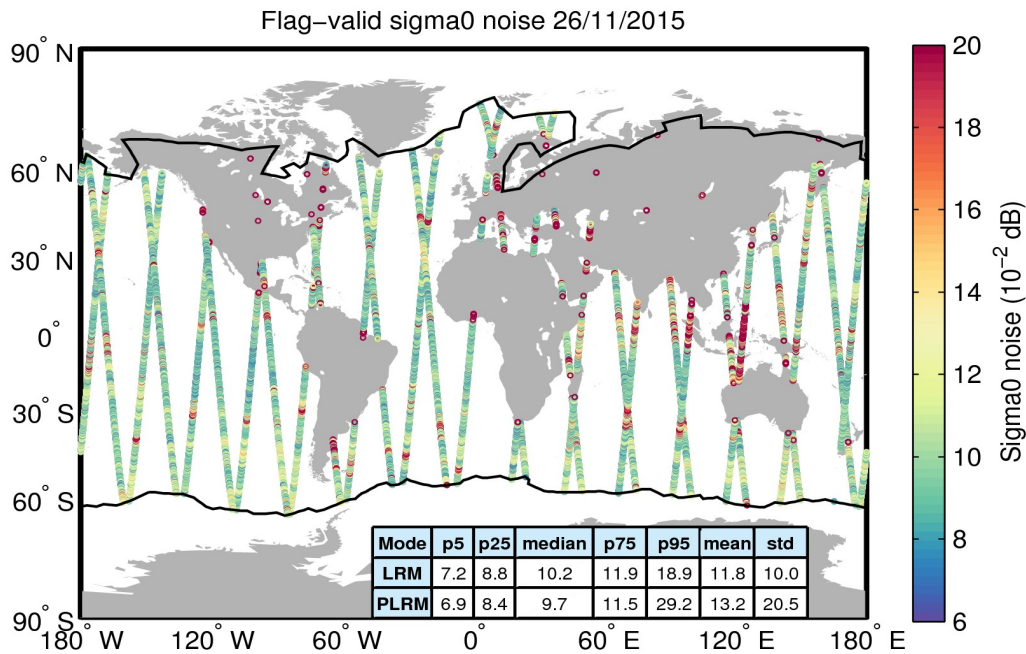 Flag−valid sigma0 noise 26/11/2015
90° N
60° N
30° N
0°
30° S
60° S
90° S
180° W
120° W
60° W
0°
60° E
120° E
180° E
Mode p5 p25 median p75 p95 mean std
LRM 7.2 8.8 10.2 11.9 18.9 11.8 10.0
PLRM 6.9 8.4 9.7 11.5 29.2 13.2 20.5
20
18
16
14
12
10
8
6
Sigma0 noise (10⁻² dB)